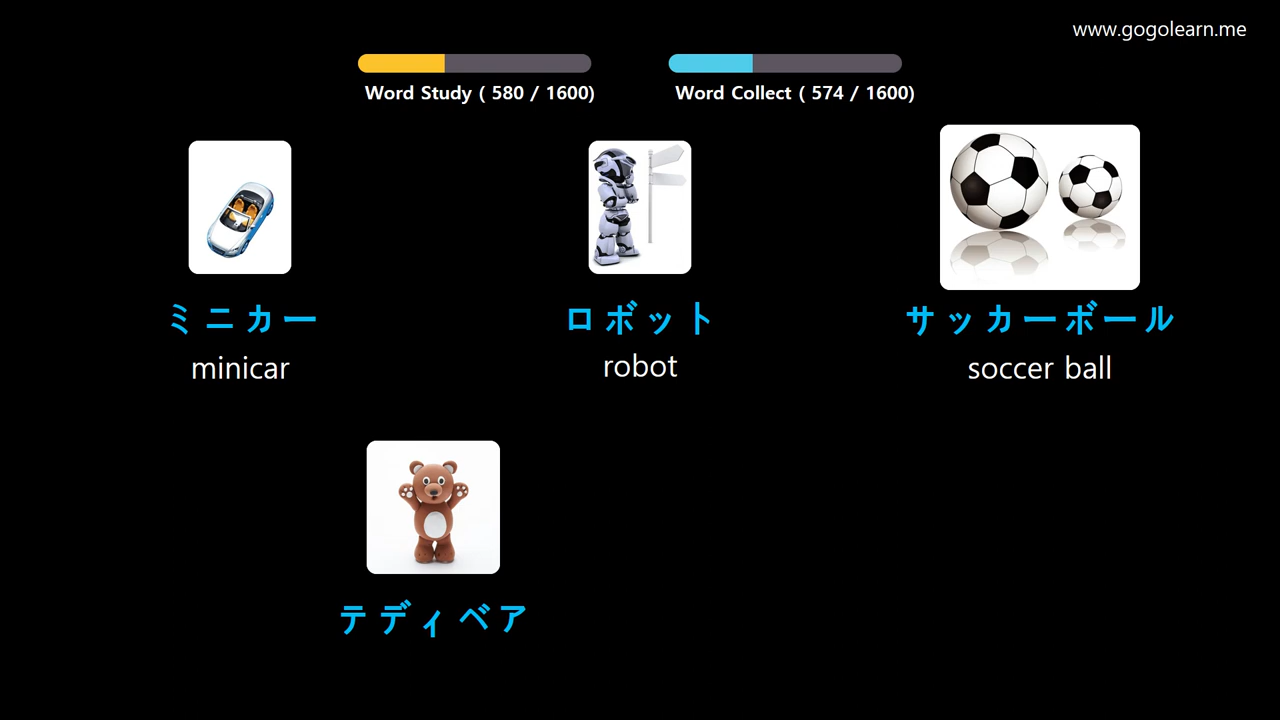 www.gogolearn.me
Word Study ( 580 / 1600)
Word Collect ( 574 / 1600)
ミニカー
ロボット
サッカーボール
minicar
robot
soccer ball
テディベア